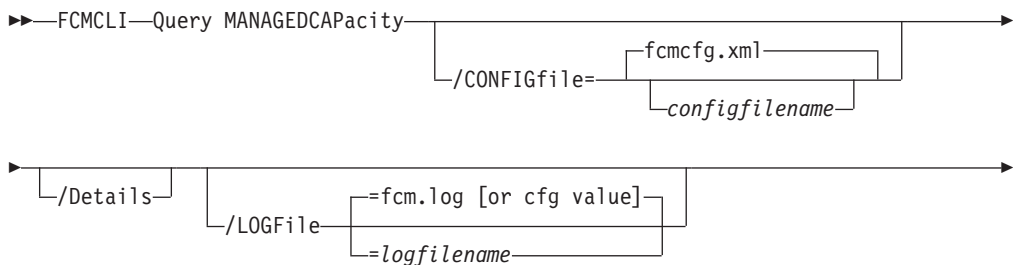 FCMCLI Query MANAGEDCAPacity
fcmcfg.xml
/CONFIGfile=
configfilename
/Details
=fcm.log [or cfg value]
/LOGFile
=logfilename